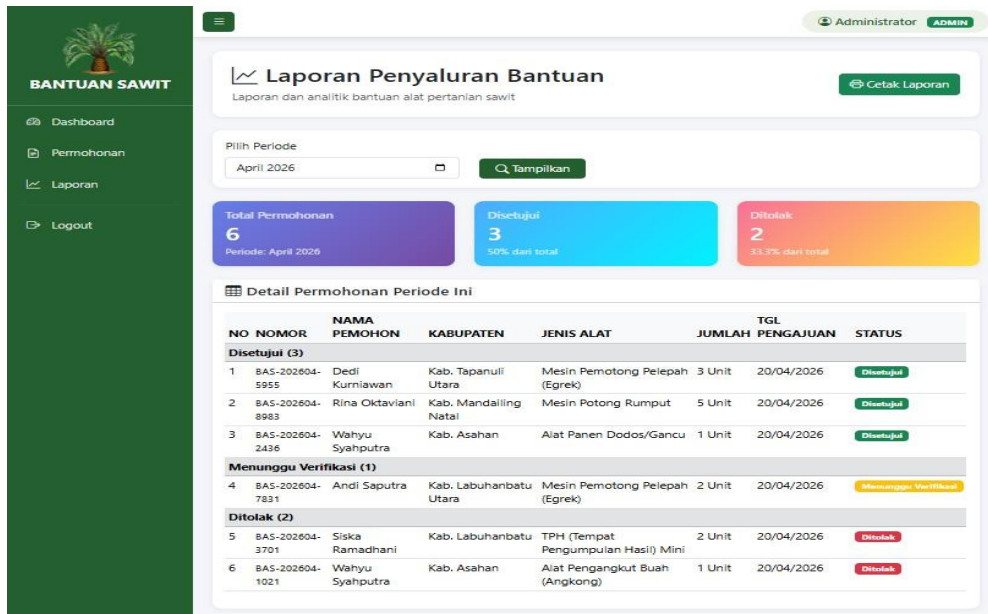 BANTUAN SAWIT
Dashboard
Permohonan
Laporan
Logout
Administrator ADMIN
Laporan Penyaluran Bantuan
Laporan dan analitik bantuan alat pertanian sawit
Cetak Laporan
Pilih Periode
April 2026
Tampilkan
Total Permohonan
6
Periode: April 2026
Disetujui
3
50% dari total
Ditolak
2
33.3% dari total
Detail Permohonan Periode Ini
NO NOMOR NAMA PEMOHON KABUPATEN JENIS ALAT JUMLAH TGL PENGAJUAN STATUS
Disetujui (3)
1 BAS-202604-5955 Dedi Kurniawan Kab. Tapanuli Utara Mesin Pemotong Pelepah (Egrek) 3 Unit 20/04/2026 Disetujui
2 BAS-202604-8983 Rina Oktaviani Kab. Mandailing Natal Mesin Potong Rumput 5 Unit 20/04/2026 Disetujui
3 BAS-202604-2436 Wahyu Syahputra Kab. Asahan Alat Panen Dodos/Gancu 1 Unit 20/04/2026 Disetujui
Menunggu Verifikasi (1)
4 BAS-202604-7831 Andi Saputra Kab. Labuhanbatu Utara Mesin Pemotong Pelepah (Egrek) 2 Unit 20/04/2026 Menunggu Verifikasi
Ditolak (2)
5 BAS-202604-3701 Siska Ramadhani Kab. Labuhanbatu TPH (Tempat Pengumpulan Hasil) Mini 2 Unit 20/04/2026 Ditolak
6 BAS-202604-1021 Wahyu Syahputra Kab. Asahan Alat Pengangkut Buah (Angkong) 1 Unit 20/04/2026 Ditolak